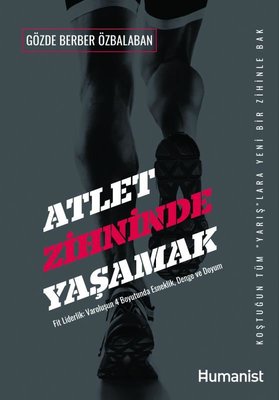 GÖZDE BERBER ÖZBALABAN
KOŞTUĞUN TÜM "YARIŞ"LARA YENİ BİR ZİHİNLE BAK
ATLET
ZİHNİNDE
YAŞAMAK
Fit Liderlik: Varoluşun 4 Boyutunda Esneklik, Denge ve Doyum
Humanist